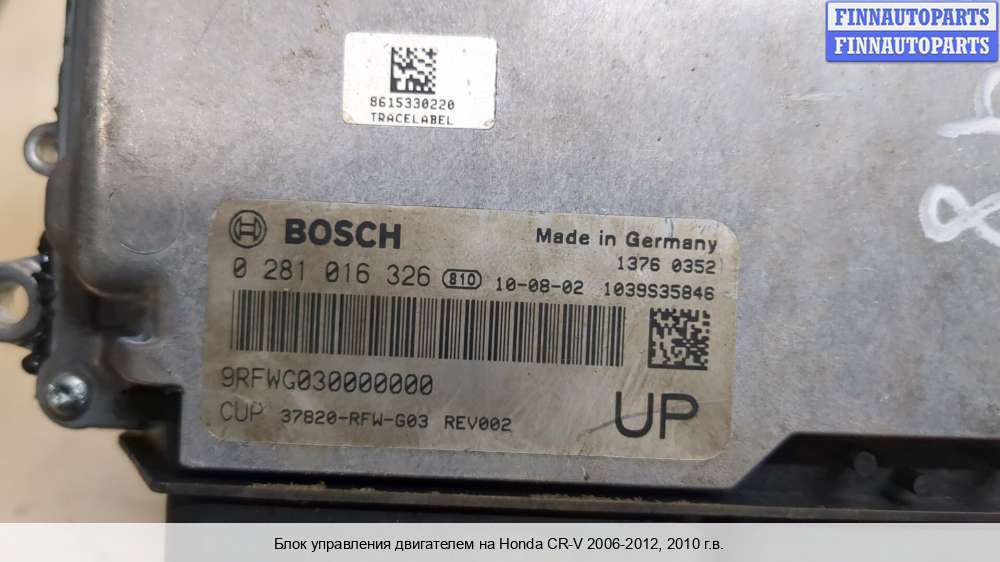 FINNAUTOPARTS
FINNAUTOPARTS
8615330220
TRACELABEL
BOSCH
Made in Germany
1376 0352
0 281 016 326 810 10-08-02 1039S35846
9RFWG030000000
CUP 37820-RFW-G03 REV002
UP
Блок управления двигателем на Honda CR-V 2006-2012, 2010 г.в.